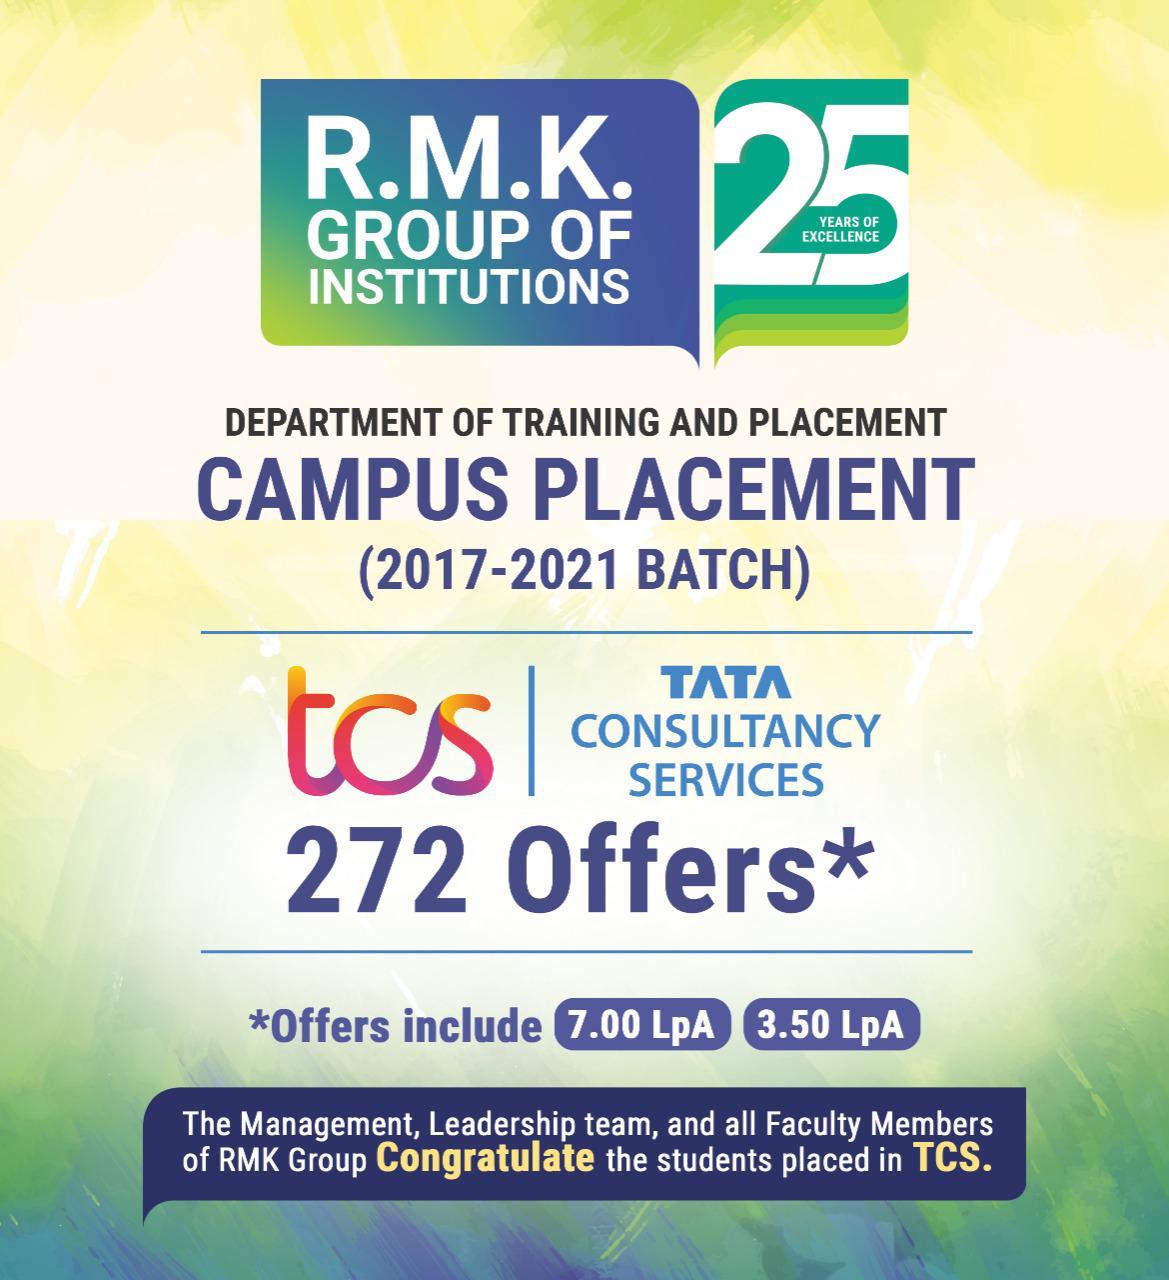 R.M.K.
GROUP OF
INSTITUTIONS
25
YEARS OF
EXCELLENCE
DEPARTMENT OF TRAINING AND PLACEMENT
CAMPUS PLACEMENT
(2017-2021 BATCH)
tcs
TATA
CONSULTANCY
SERVICES
272 Offers*
*Offers include 7.00 LpA 3.50 LpA
The Management, Leadership team, and all Faculty Members
of RMK Group Congratulate the students placed in TCS.